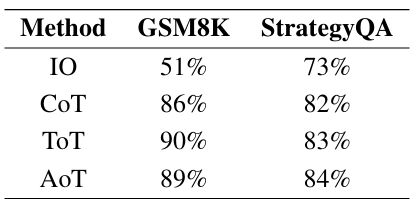 Method GSM8K StrategyQA
IO 51% 73%
CoT 86% 82%
ToT 90% 83%
AoT 89% 84%